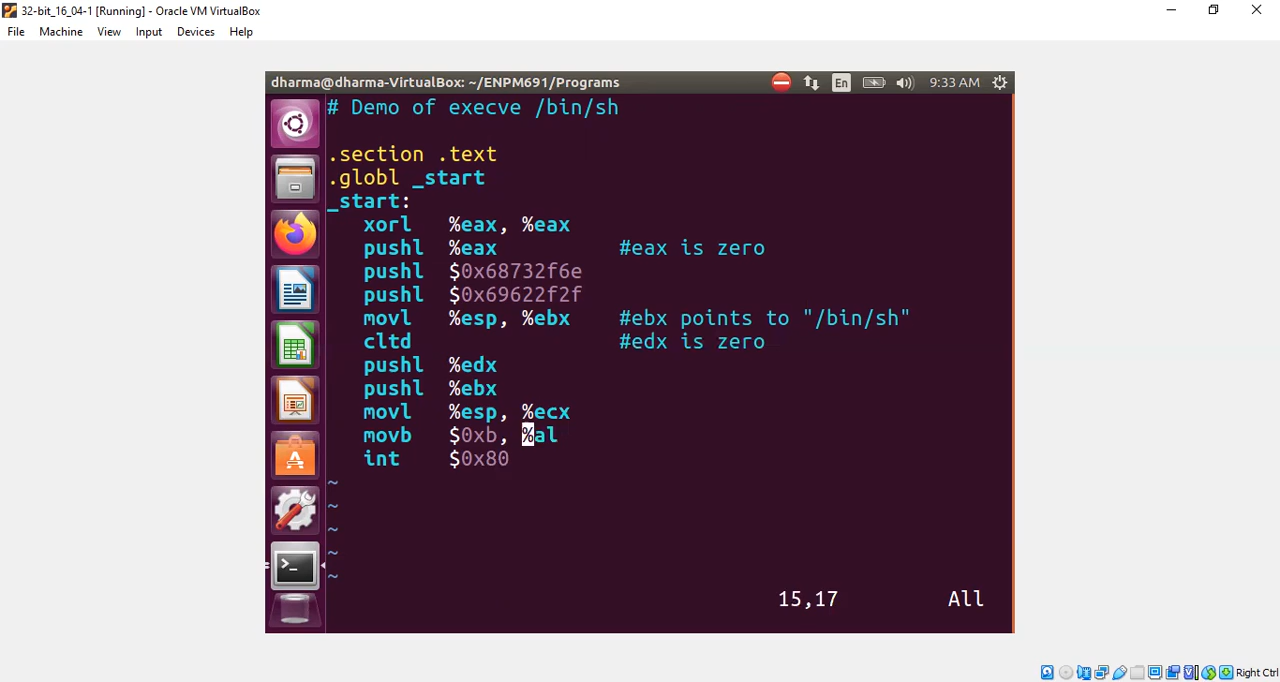 32-bit_16_04-1 [Running] - Oracle VM VirtualBox
File Machine View Input Devices Help
dharma@dharma-VirtualBox: ~/ENPM691/Programs En 9:33 AM
# Demo of execve /bin/sh
.section .text
.globl _start
_start:
xorl %eax, %eax
pushl %eax #eax is zero
pushl $0x68732f6e
pushl $0x69622f2f
movl %esp, %ebx #ebx points to "/bin/sh"
cltd #edx is zero
pushl %edx
pushl %ebx
movl %esp, %ecx
movb $0xb, %al
int $0x80
~
~
~
~
~
15,17 All
Right Ctrl